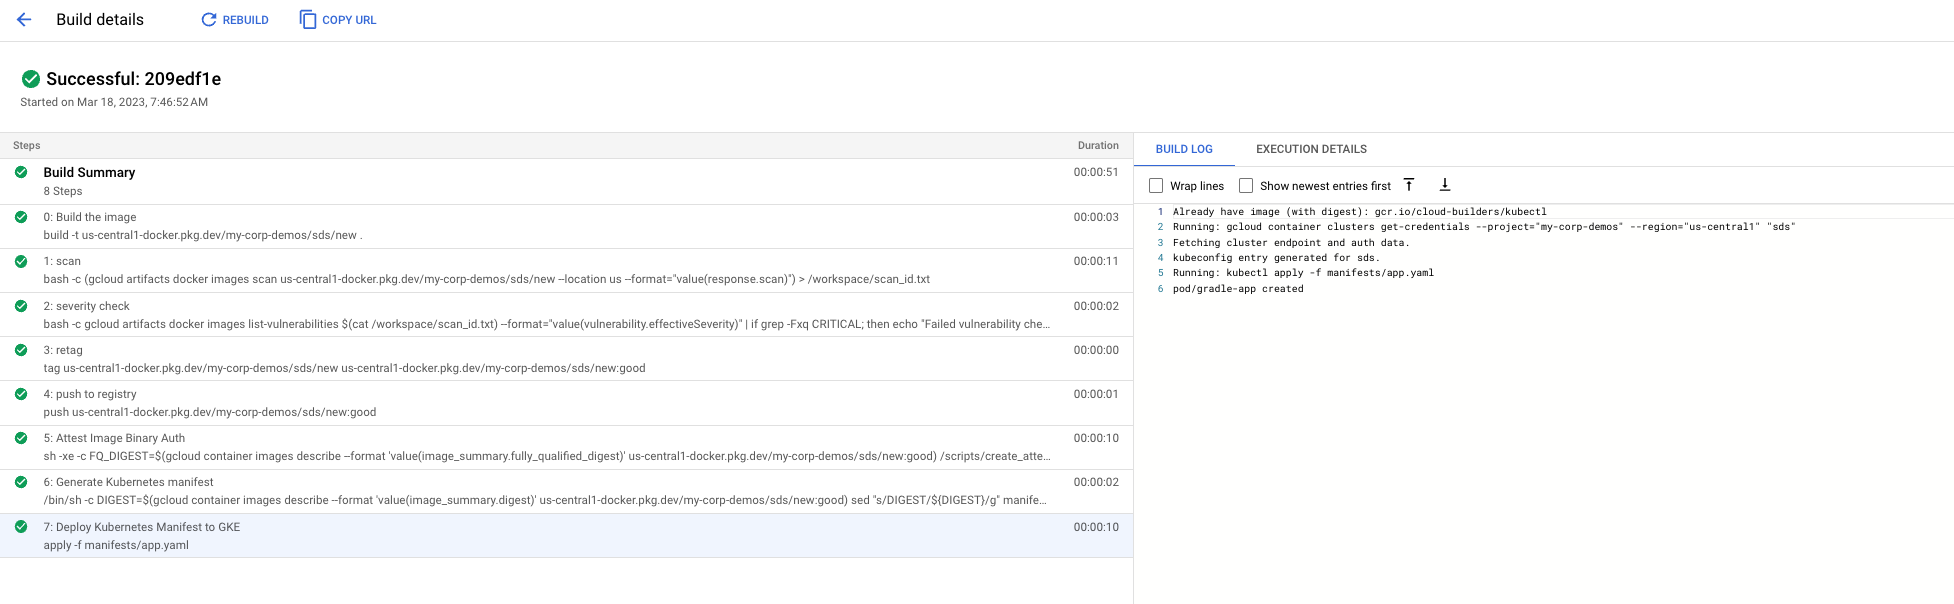 Build details
REBUILD
COPY URL
Successful: 209edf1e
Started on Mar 18, 2023, 7:46:52 AM
Steps Duration
Build Summary 00:00:51
8 Steps
0: Build the image 00:00:03
build -t us-central1-docker.pkg.dev/my-corp-demos/sds/new .
1: scan 00:00:11
bash -c (gcloud artifacts docker images scan us-central1-docker.pkg.dev/my-corp-demos/sds/new --location us --format="value(response.scan)") > /workspace/scan_id.txt
2: severity check 00:00:02
bash -c gcloud artifacts docker images list-vulnerabilities $(cat /workspace/scan_id.txt) --format="value(vulnerability.effectiveSeverity)" | if grep -Fxq CRITICAL; then echo "Failed vulnerability che...
3: retag 00:00:00
tag us-central1-docker.pkg.dev/my-corp-demos/sds/new us-central1-docker.pkg.dev/my-corp-demos/sds/new:good
4: push to registry 00:00:01
push us-central1-docker.pkg.dev/my-corp-demos/sds/new:good
5: Attest Image Binary Auth 00:00:10
sh -xe -c FQ_DIGEST=$(gcloud container images describe --format 'value(image_summary.fully_qualified_digest)' us-central1-docker.pkg.dev/my-corp-demos/sds/new:good) /scripts/create_atte...
6: Generate Kubernetes manifest 00:00:02
/bin/sh -c DIGEST=$(gcloud container images describe --format 'value(image_summary.digest)' us-central1-docker.pkg.dev/my-corp-demos/sds/new:good) sed "s/DIGEST/${DIGEST}/g" manife...
7: Deploy Kubernetes Manifest to GKE 00:00:10
apply -f manifests/app.yaml
BUILD LOG EXECUTION DETAILS
Wrap lines Show newest entries first
1 Already have image (with digest): gcr.io/cloud-builders/kubectl
2 Running: gcloud container clusters get-credentials --project="my-corp-demos" --region="us-central1" "sds"
3 Fetching cluster endpoint and auth data.
4 kubeconfig entry generated for sds.
5 Running: kubectl apply -f manifests/app.yaml
6 pod/gradle-app created